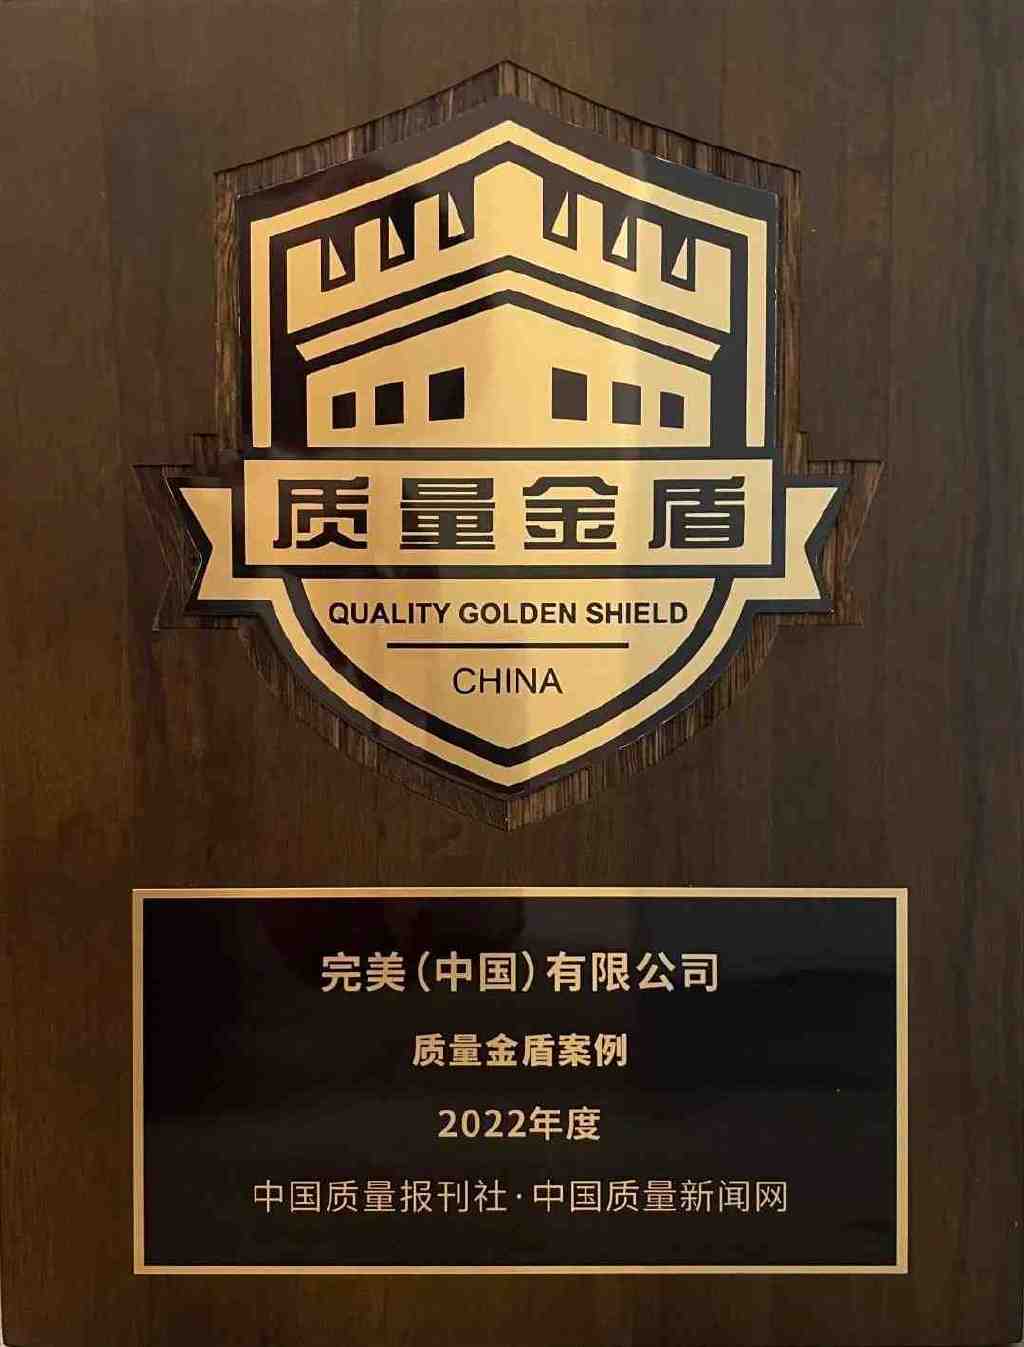 质量金盾
QUALITY GOLDEN SHIELD
CHINA
完美(中国)有限公司
质量金盾案例
2022年度
中国质量报刊社·中国质量新闻网